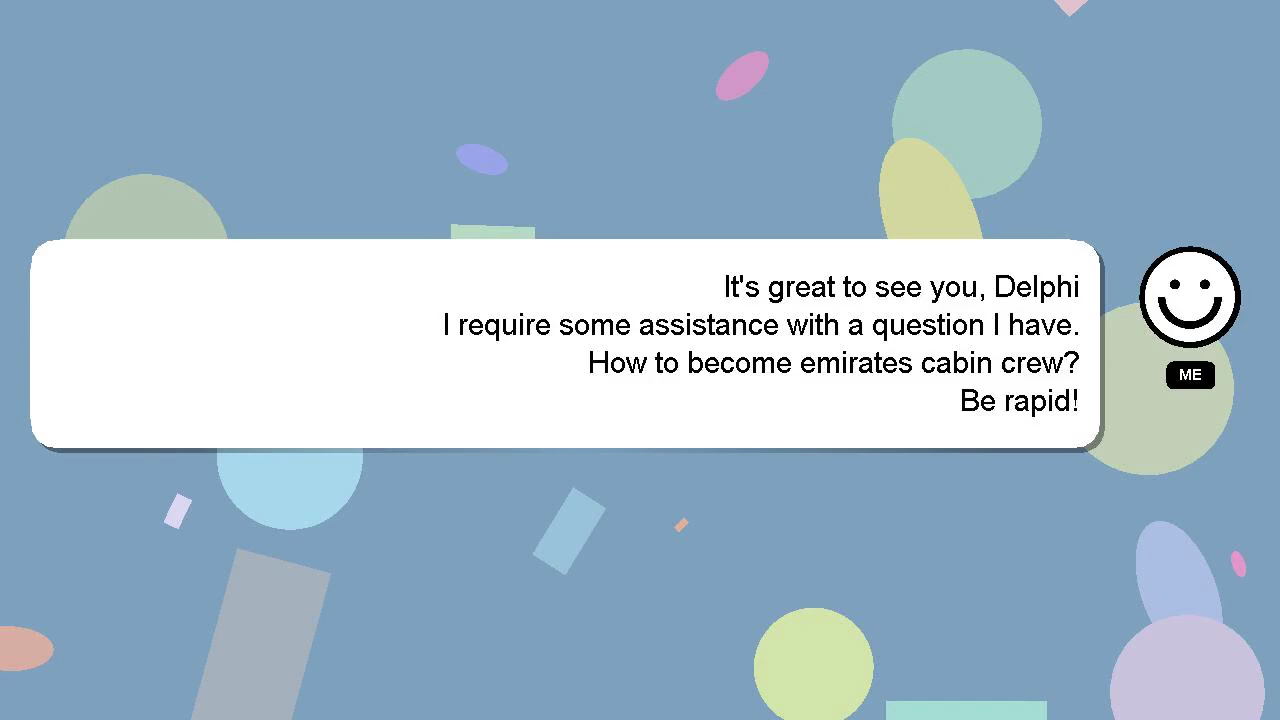 It's great to see you, Delphi
I require some assistance with a question I have.
How to become emirates cabin crew?
Be rapid!
ME